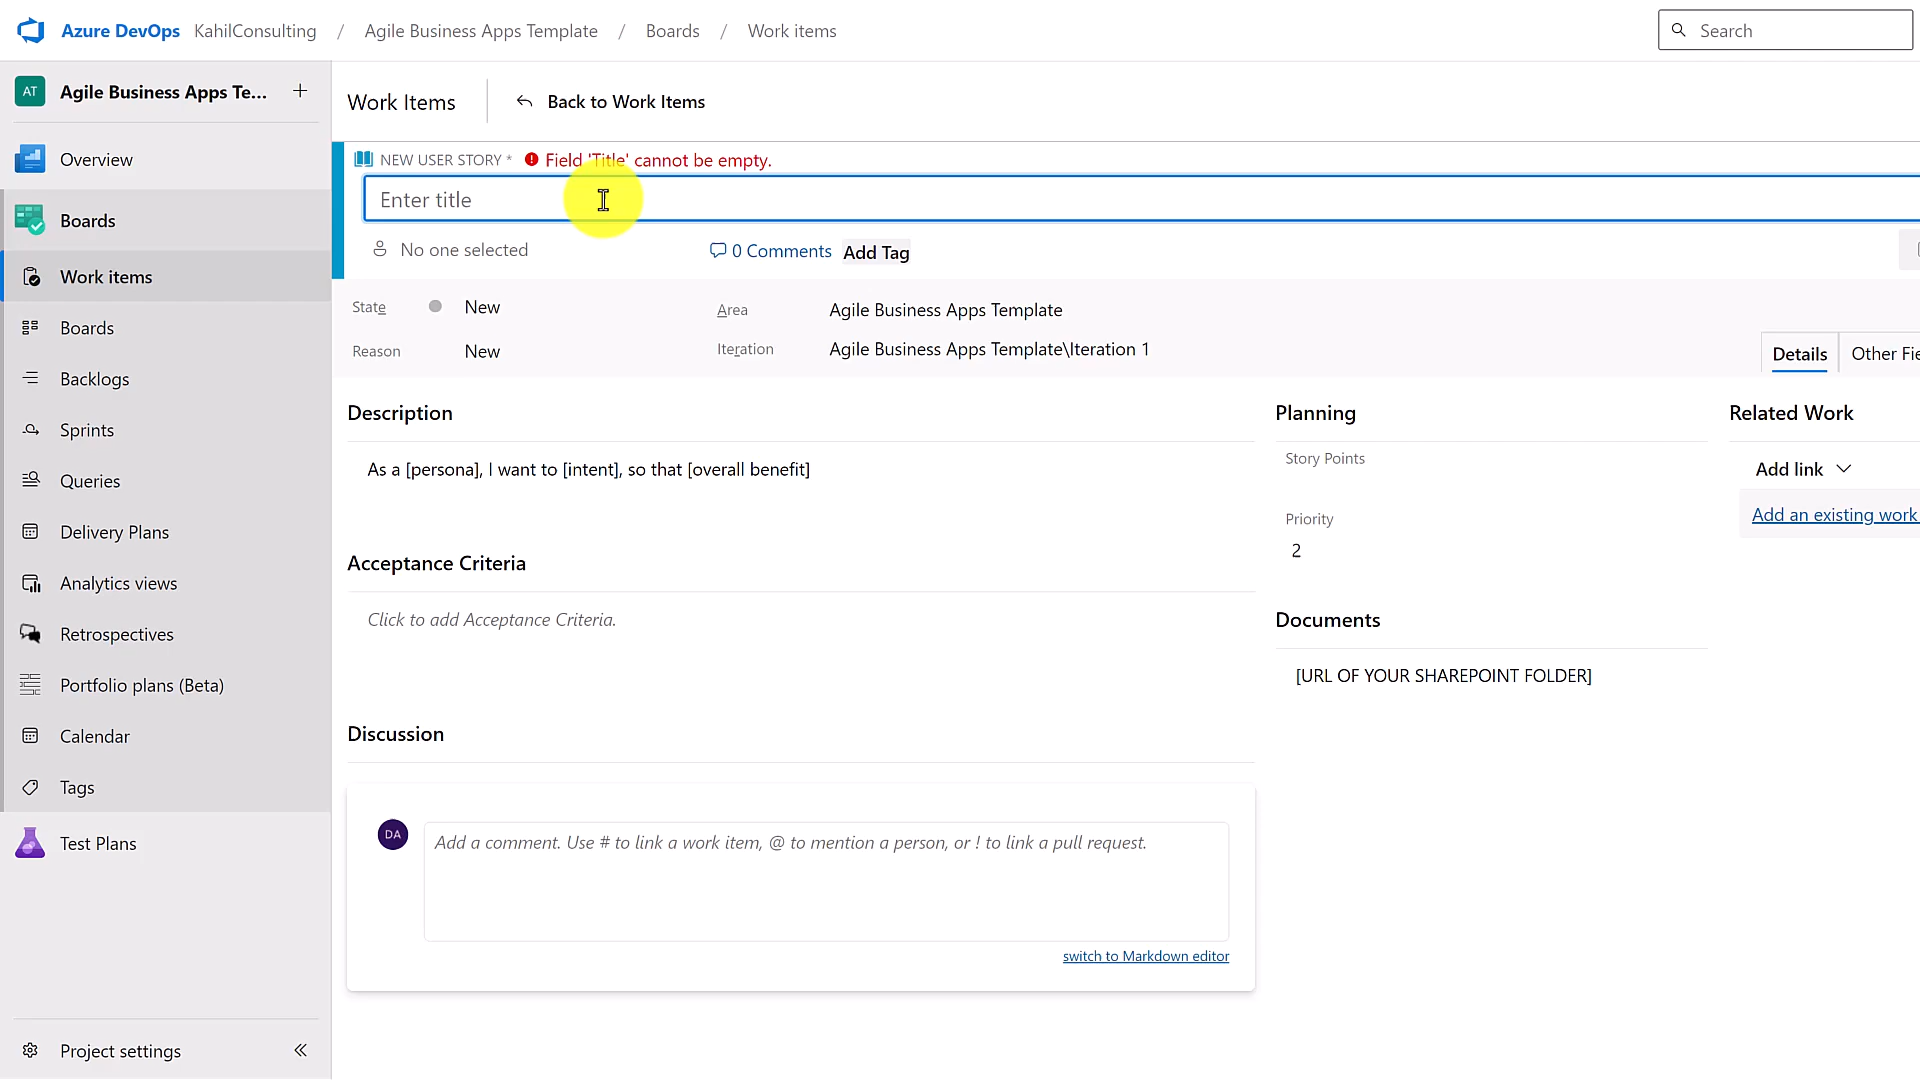 Azure DevOps KahilConsulting / Agile Business Apps Template / Boards / Work items
Search
AT Agile Business Apps Te... +
Overview
Boards
Work items
Boards
Backlogs
Sprints
Queries
Delivery Plans
Analytics views
Retrospectives
Portfolio plans (Beta)
Calendar
Tags
Test Plans
Project settings
Work Items
Back to Work Items
NEW USER STORY * Field 'Title' cannot be empty.
Enter title
No one selected
0 Comments
Add Tag
State New
Reason New
Area Agile Business Apps Template
Iteration Agile Business Apps Template\Iteration 1
Details
Other Fie
Description
As a [persona], I want to [intent], so that [overall benefit]
Acceptance Criteria
Click to add Acceptance Criteria.
Discussion
DA
Add a comment. Use # to link a work item, @ to mention a person, or ! to link a pull request.
switch to Markdown editor
Planning
Story Points
Priority
2
Documents
[URL OF YOUR SHAREPOINT FOLDER]
Related Work
Add link
Add an existing work